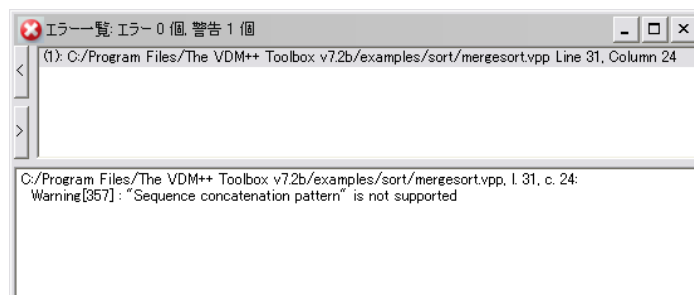 エラー一覧: エラー 0 個, 警告 1 個
(1): C:/Program Files/The VDM++ Toolbox v7.2b/examples/sort/mergesort.vpp Line 31, Column 24
<
>
C:/Program Files/The VDM++ Toolbox v7.2b/examples/sort/mergesort.vpp, l. 31, c. 24:
Warning[357] : "Sequence concatenation pattern" is not supported